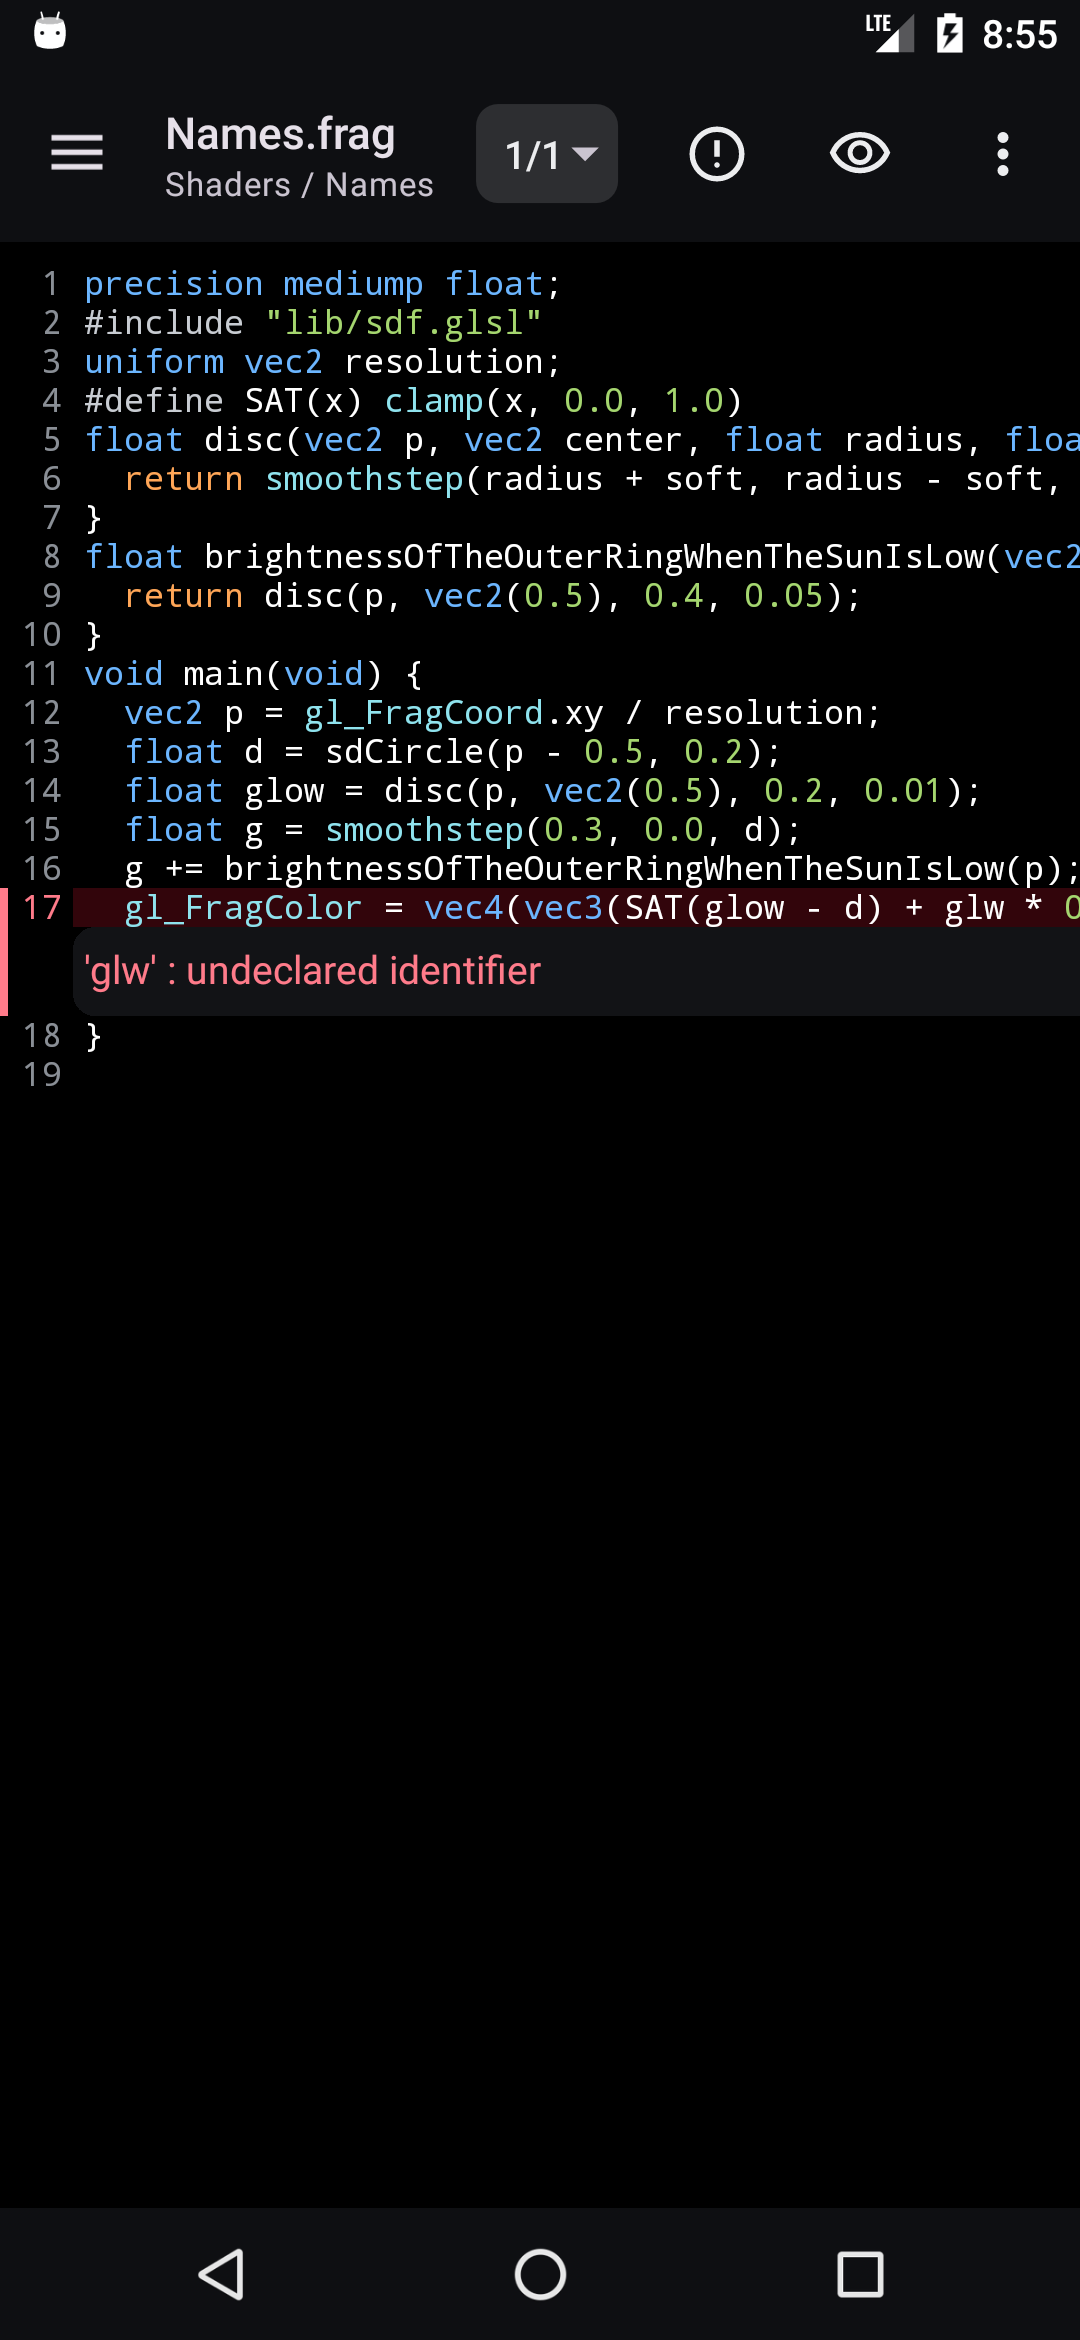 LTE 8:55
Names.frag
Shaders / Names
1/1
1 precision mediump float;
2 #include "lib/sdf.glsl"
3 uniform vec2 resolution;
4 #define SAT(x) clamp(x, 0.0, 1.0)
5 float disc(vec2 p, vec2 center, float radius, floa
6   return smoothstep(radius + soft, radius - soft,
7 }
8 float brightnessOfTheOuterRingWhenTheSunIsLow(vec2
9   return disc(p, vec2(0.5), 0.4, 0.05);
10 }
11 void main(void) {
12   vec2 p = gl_FragCoord.xy / resolution;
13   float d = sdCircle(p - 0.5, 0.2);
14   float glow = disc(p, vec2(0.5), 0.2, 0.01);
15   float g = smoothstep(0.3, 0.0, d);
16   g += brightnessOfTheOuterRingWhenTheSunIsLow(p);
17   gl_FragColor = vec4(vec3(SAT(glow - d) + glw * 0
'glw' : undeclared identifier
18 }
19